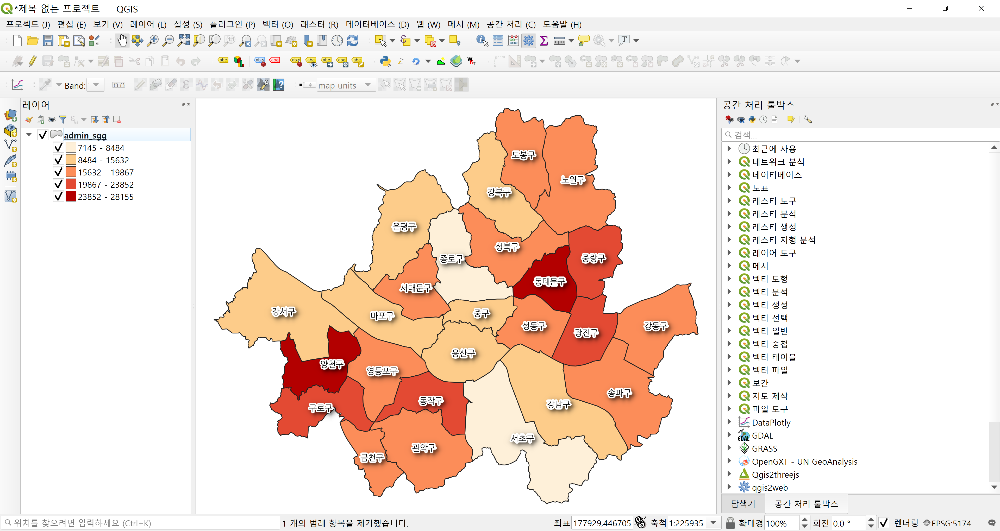 *제목 없는 프로젝트 — QGIS
프로젝트 (J) 편집 (E) 보기 (V) 레이어 (L) 설정 (S) 플러그인 (P) 벡터 (O) 래스터 (R) 데이터베이스 (D) 웹 (W) 메시 (M) 공간 처리 (C) 도움말 (H)
Band: map units
레이어
admin_sgg
7145 - 8484
8484 - 15632
15632 - 19867
19867 - 23852
23852 - 28155
도봉구
노원구
강북구
은평구
성북구
종로구
중랑구
동대문구
서대문구
강서구
마포구
중구
성동구
강동구
광진구
용산구
양천구
영등포구
송파구
동작구
강남구
구로구
서초구
관악구
금천구
공간 처리 툴박스
검색...
최근에 사용
네트워크 분석
데이터베이스
도표
래스터 도구
래스터 분석
래스터 생성
래스터 지형 분석
레이어 도구
메시
벡터 도형
벡터 분석
벡터 생성
벡터 선택
벡터 일반
벡터 중첩
벡터 테이블
벡터 파일
보간
지도 제작
파일 도구
DataPlotly
GDAL
GRASS
OpenGXT - UN GeoAnalysis
Qgis2threejs
qgis2web
탐색기 공간 처리 툴박스
위치를 찾으려면 입력하세요 (Ctrl+K) 1 개의 범례 항목을 제거했습니다. 좌표 177929,446705 축척 1:225935 확대경 100% 회전 0.0 ° 렌더링 EPSG:5174